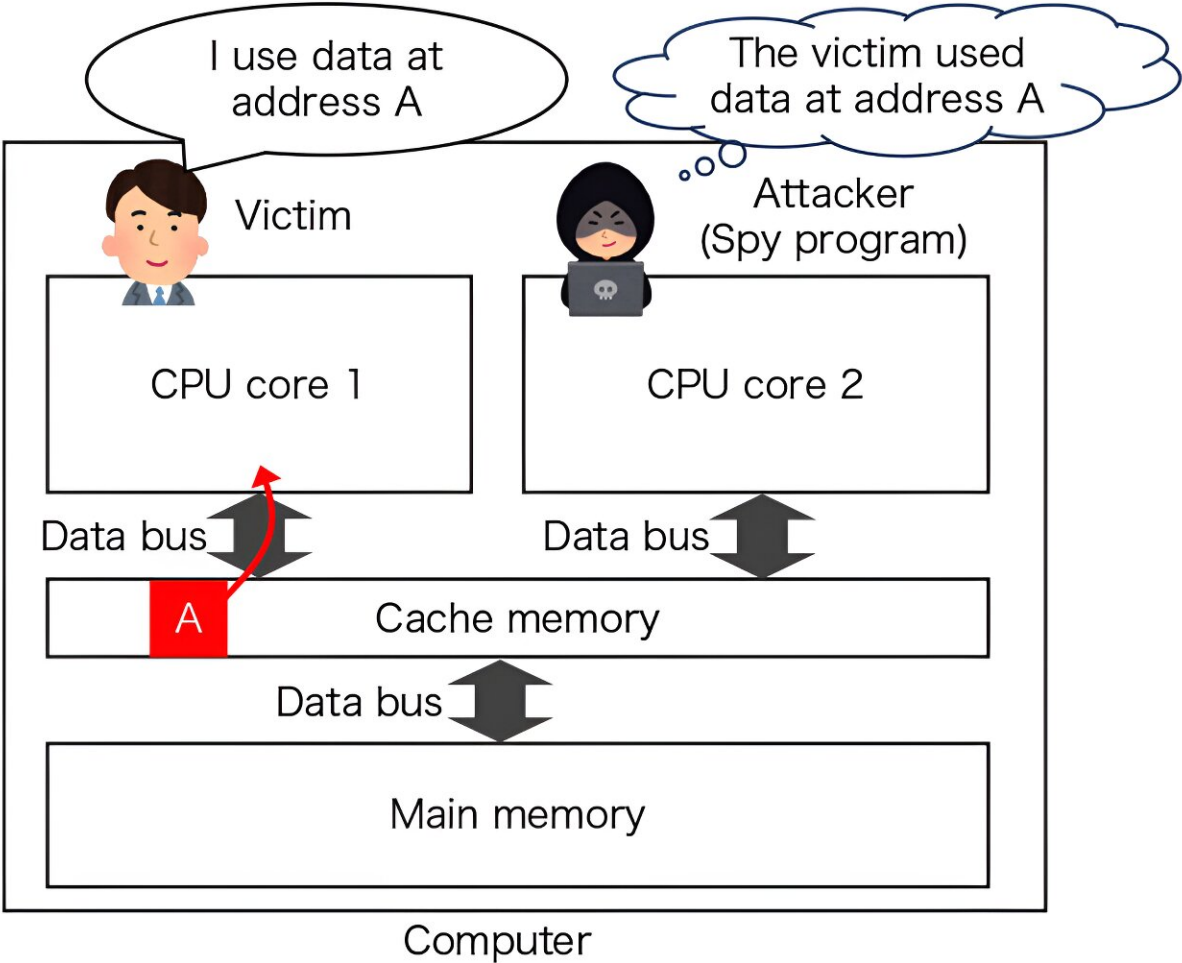 I use data at
address A
The victim used
data at address A
Victim
Attacker
(Spy program)
CPU core 1
CPU core 2
Data bus
Data bus
A
Cache memory
Data bus
Main memory
Computer